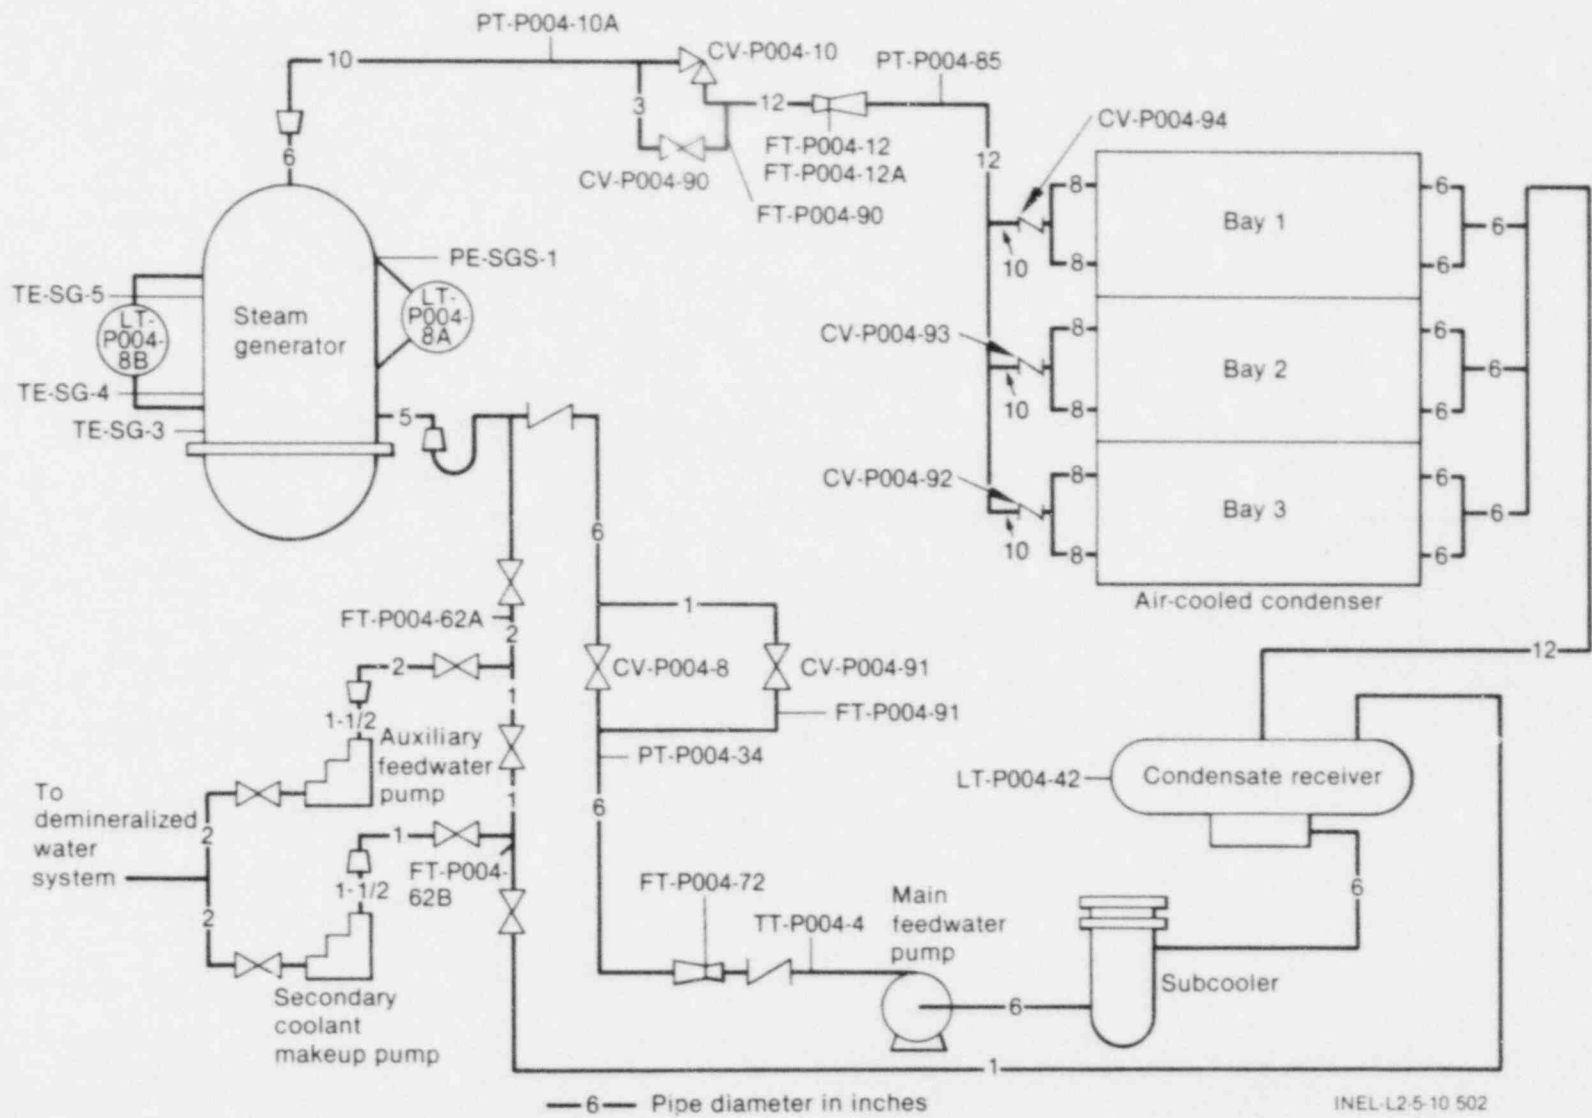 PT-P004-10A
10
CV-P004-10
PT-P004-85
3
12
CV-P004-94
6
FT-P004-12
FT-P004-12A
CV-P004-90
FT-P004-90
12
8
6
Bay 1
6
10
8
6
PE-SGS-1
TE-SG-5
LT-
P004-
8B
Steam
generator
LT-
P004-
8A
CV-P004-93
8
6
Bay 2
6
10
8
6
TE-SG-4
TE-SG-3
5
CV-P004-92
8
6
Bay 3
6
10
8
6
6
Air-cooled condenser
FT-P004-62A
2
1
12
2
CV-P004-8
CV-P004-91
1
1-1/2
FT-P004-91
Auxiliary
feedwater
pump
PT-P004-34
LT-P004-42
Condensate receiver
To
demineralized
water
system
2
1
6
1
FT-P004-
62B
1-1/2
2
FT-P004-72
Main
feedwater
pump
6
TT-P004-4
Subcooler
Secondary
coolant
makeup pump
6
1
6 Pipe diameter in inches
INEL-L2-5-10 502